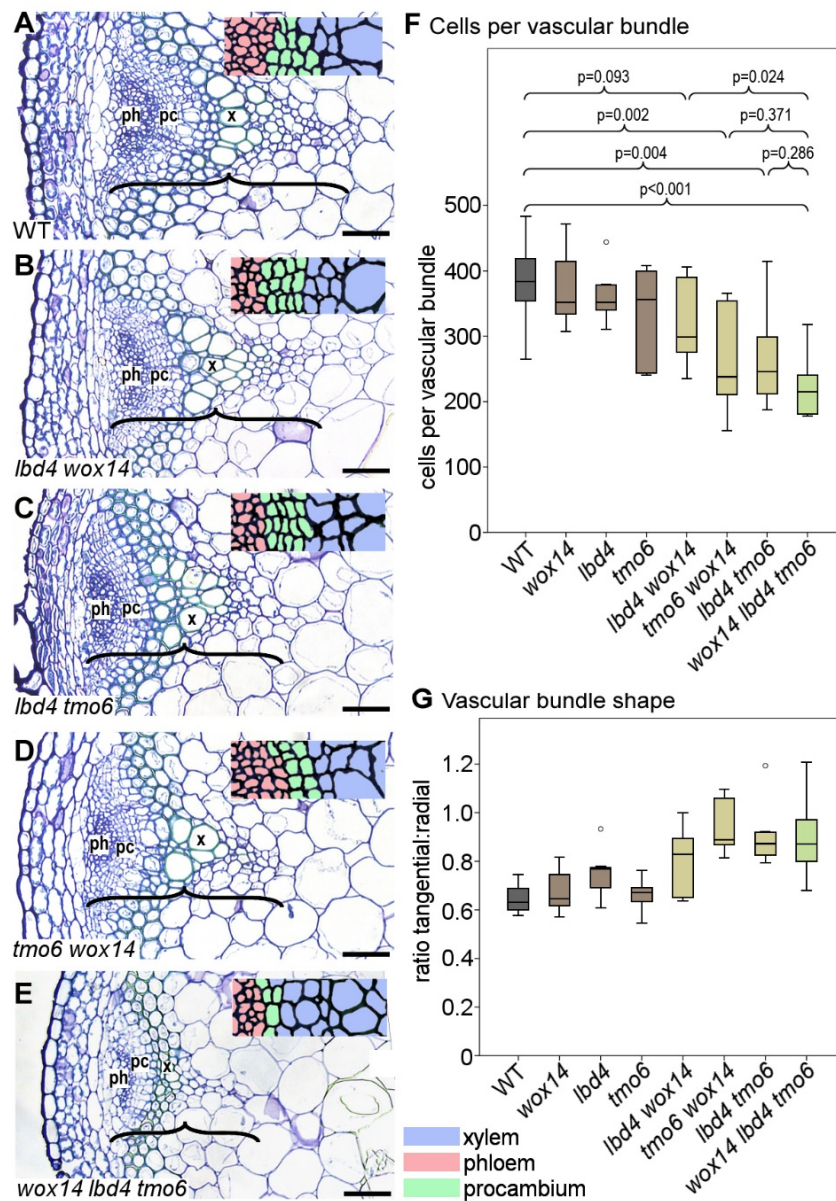 A
ph
pc
x
WT
B
ph
pc
x
lbd4 wox14
C
ph
pc
x
lbd4 tmo6
D
ph
pc
x
tmo6 wox14
E
ph
pc
x
wox14 lbd4 tmo6
xylem
phloem
procambium
F Cells per vascular bundle
p=0.093
p=0.024
p=0.002
p=0.371
p=0.004
p=0.286
p<0.001
cells per vascular bundle
500
400
300
200
100
0
WT
wox14
lbd4
tmo6
lbd4 wox14
tmo6 wox14
lbd4 tmo6
wox14 lbd4 tmo6
G Vascular bundle shape
ratio tangential:radial
1.2
1.0
0.8
0.6
0.4
0.2
0
WT
wox14
lbd4
tmo6
lbd4 wox14
tmo6 wox14
lbd4 tmo6
wox14 lbd4 tmo6